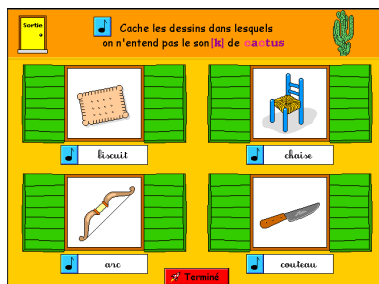 Sortie
Cache les dessins dans lesquels
on n'entend pas le son [k] de cactus
biscuit
chaise
arc
couteau
Terminé